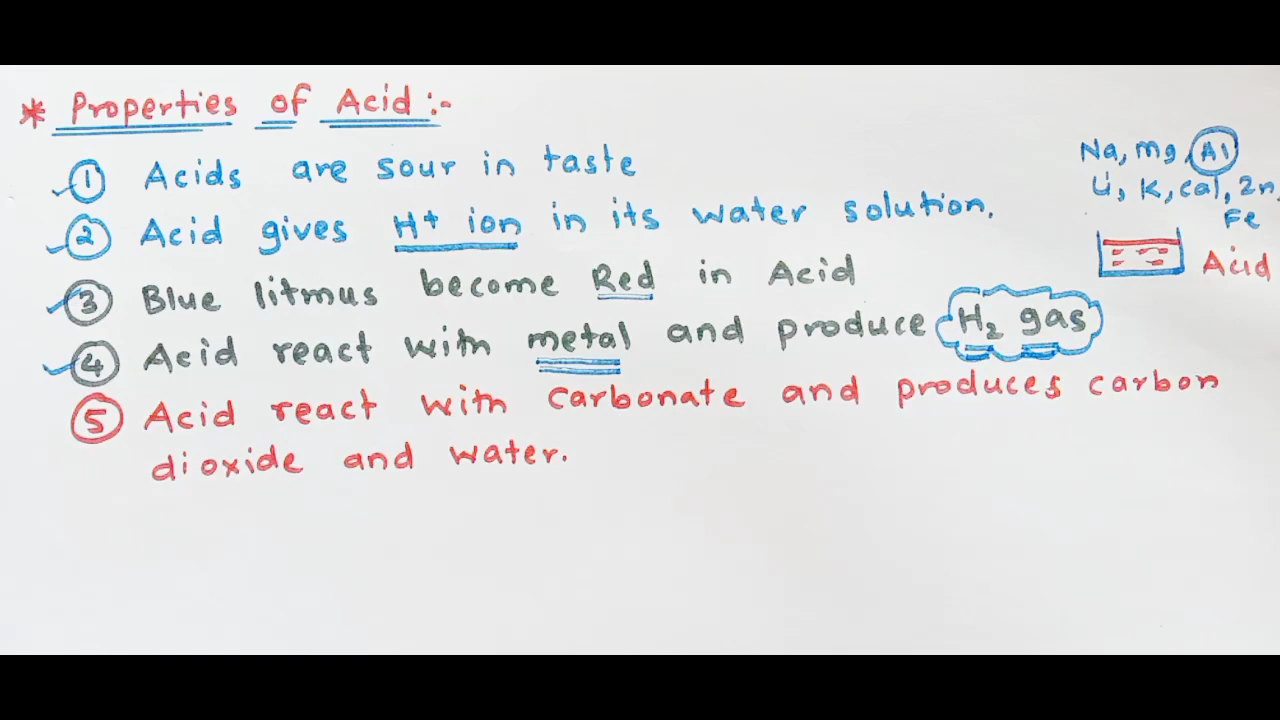 * Properties of Acid :-
① Acids are sour in taste
② Acid gives H+ ion in its water solution.
③ Blue litmus become Red in Acid
④ Acid react with metal and produce H₂ gas
⑤ Acid react with carbonate and produces carbon
dioxide and water.
Na, mg, Al
Li, K, cal, Zn,
Fe
Acid